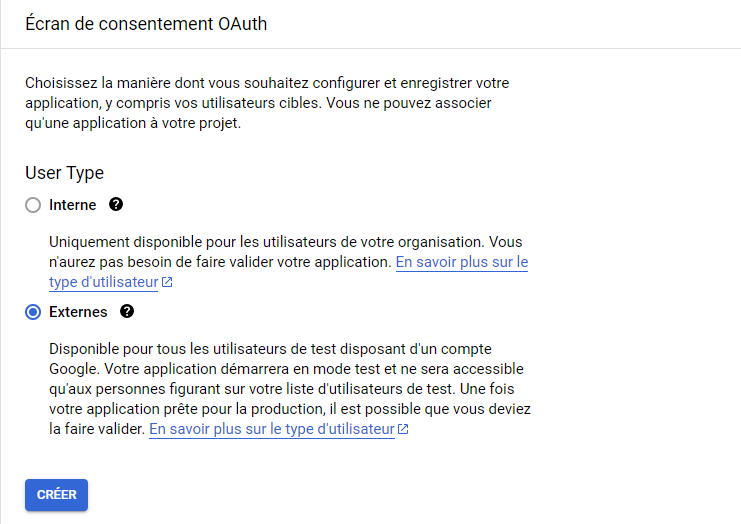 Écran de consentement OAuth
Choisissez la manière dont vous souhaitez configurer et enregistrer votre
application, y compris vos utilisateurs cibles. Vous ne pouvez associer
qu'une application à votre projet.
User Type
Interne ?
Uniquement disponible pour les utilisateurs de votre organisation. Vous
n'aurez pas besoin de faire valider votre application. En savoir plus sur le
type d'utilisateur
Externes ?
Disponible pour tous les utilisateurs de test disposant d'un compte
Google. Votre application démarrera en mode test et ne sera accessible
qu'aux personnes figurant sur votre liste d'utilisateurs de test. Une fois
votre application prête pour la production, il est possible que vous deviez
la faire valider. En savoir plus sur le type d'utilisateur
CRÉER